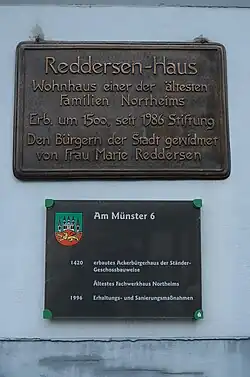 Reddersen-Haus
Wohnhaus einer der ältesten
Familien Northeims
Erb. um 1500, seit 1986 Stiftung
Den Bürgern der Stadt gewidmet
von Frau Marie Reddersen
Am Münster 6
1420 erbautes Ackerbürgerhaus der Ständer-
Geschossbauweise
Ältestes Fachwerkhaus Northeims
1996 Erhaltungs- und Sanierungsmaßnahmen